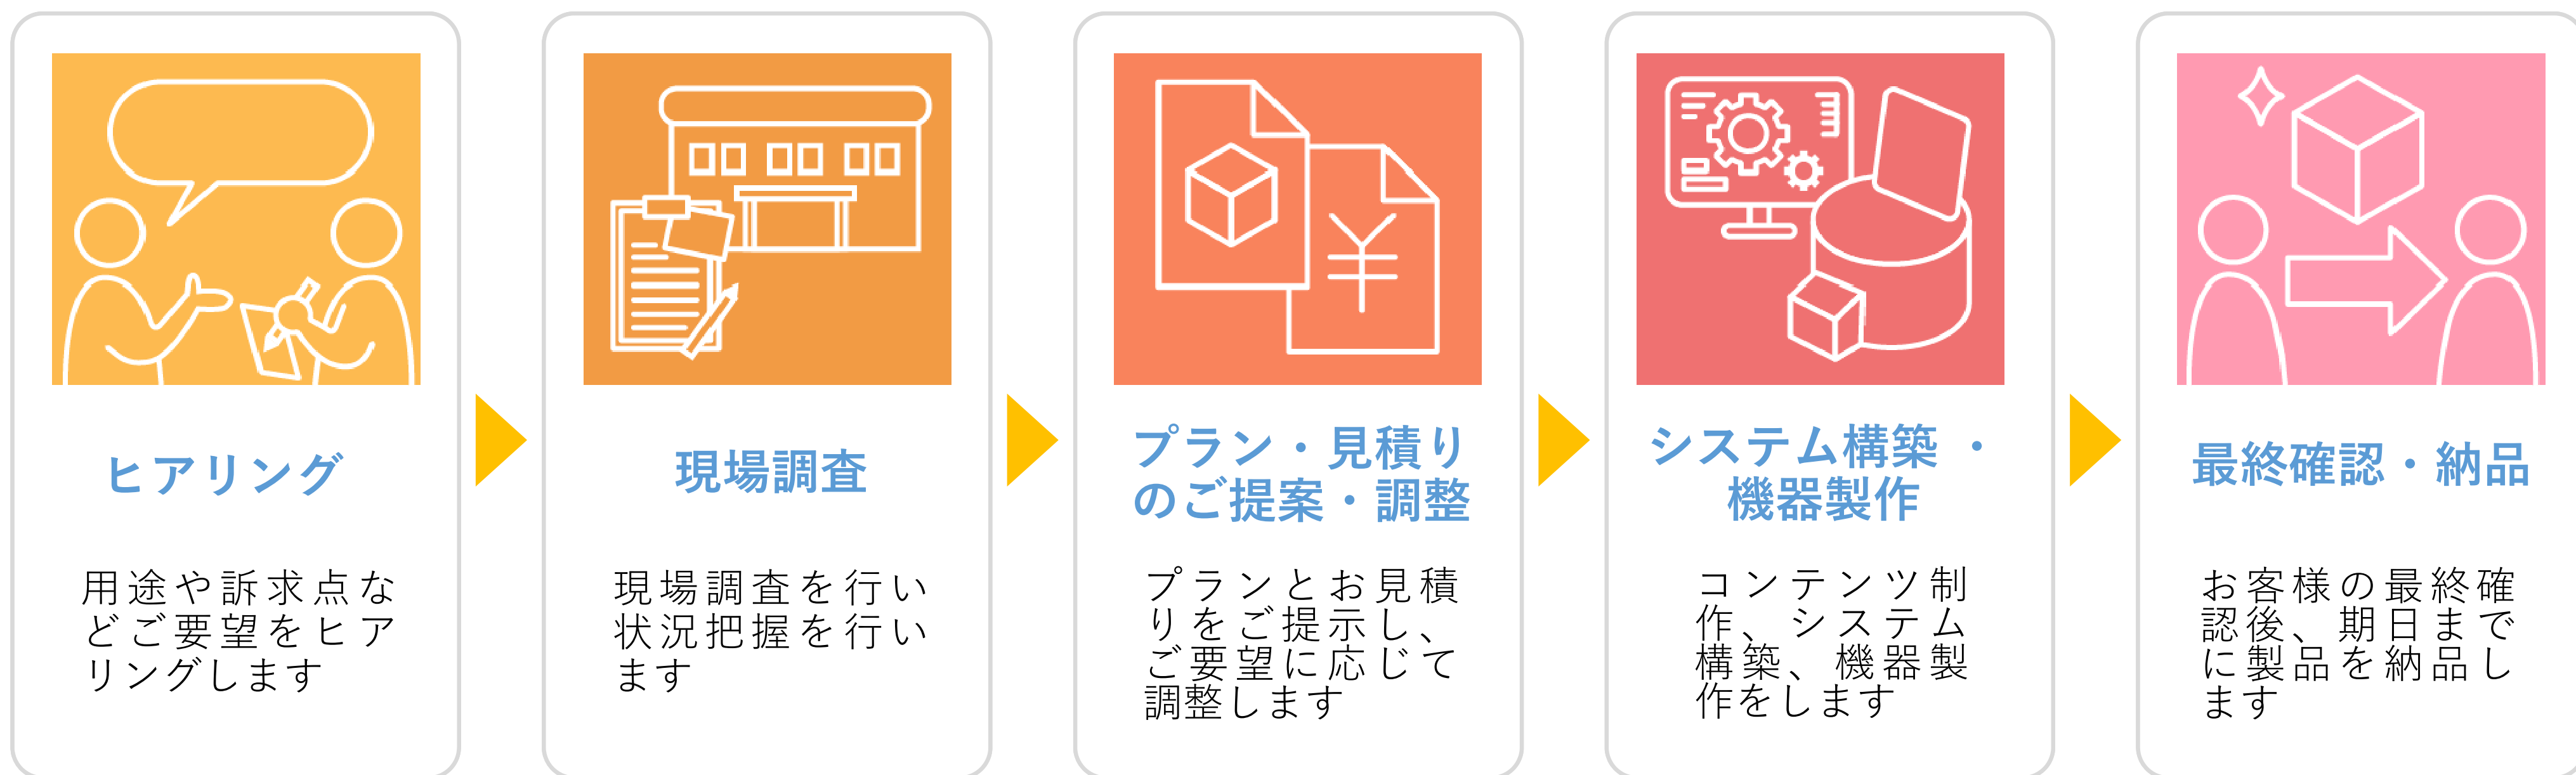 ヒアリング
用途や訴求点な
どご要望をヒア
リングします
現場調査
現場調査を行い
状況把握を行い
ます
¥
プラン・見積り
のご提案・調整
プランとお見積
りをご提示し、
ご要望に応じて
調整します
システム構築 ・
機器製作
コンテンツ制
作、システム
構築、機器製
作をします
最終確認・納品
お客様の最終確
認後、期日まで
に製品を納品し
ます